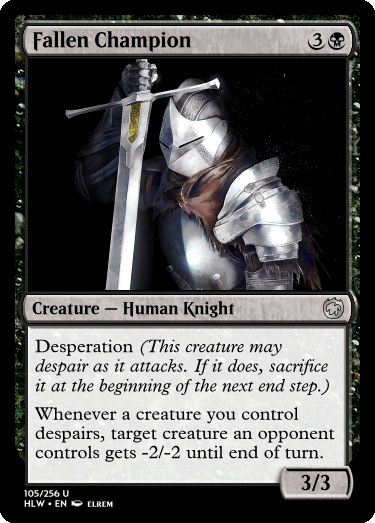 Fallen Champion 3
Creature — Human Knight
Desperation (This creature may
despair as it attacks. If it does, sacrifice
it at the beginning of the next end step.)
Whenever a creature you control
despairs, target creature an opponent
controls gets -2/-2 until end of turn.
3/3
105/256 U
HLW • EN ELREM